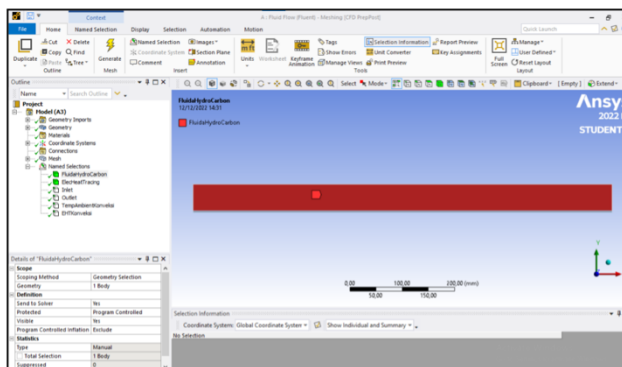 Context
A : Fluid Flow (Fluent) - Meshing [CFD PrepPost]
File Home Named Selection Display Selection Automation Motion Quick Launch
Duplicate Cut Delete Copy Find Paste Tree Outline
Generate Mesh
Named Selection Coordinate System Comment Images Section Plane Annotation Insert
Units Worksheet Keyframe Animation Tags Show Errors Manage Views Selection Information Unit Converter Print Preview Report Preview Key Assignments Tools
Full Screen Manage User Defined Reset Layout Layout
Outline
Name Search Outline
Select Mode Clipboard [Empty] Extend
Project
Model (A3)
Geometry Imports
Geometry
Materials
Coordinate Systems
Connections
Mesh
Named Selections
FluidaHydroCarbon
ElecHeatTracing
Inlet
Outlet
TempAmbientKonveksi
EHTKonveksi
FluidaHydroCarbon
12/12/2022 14:31
FluidaHydroCarbon
Ansy
2022
STUDENT
0,00 100,00 200,00 (mm)
50,00 150,00
Y
Details of "FluidaHydroCarbon"
Scope
Scoping Method Geometry Selection
Geometry 1 Body
Definition
Send to Solver Yes
Protected Program Controlled
Visible Yes
Program Controlled Inflation Exclude
Statistics
Type Manual
Total Selection 1 Body
Suppressed 0
Selection Information
Coordinate System: Global Coordinate System Show Individual and Summary
No Selection